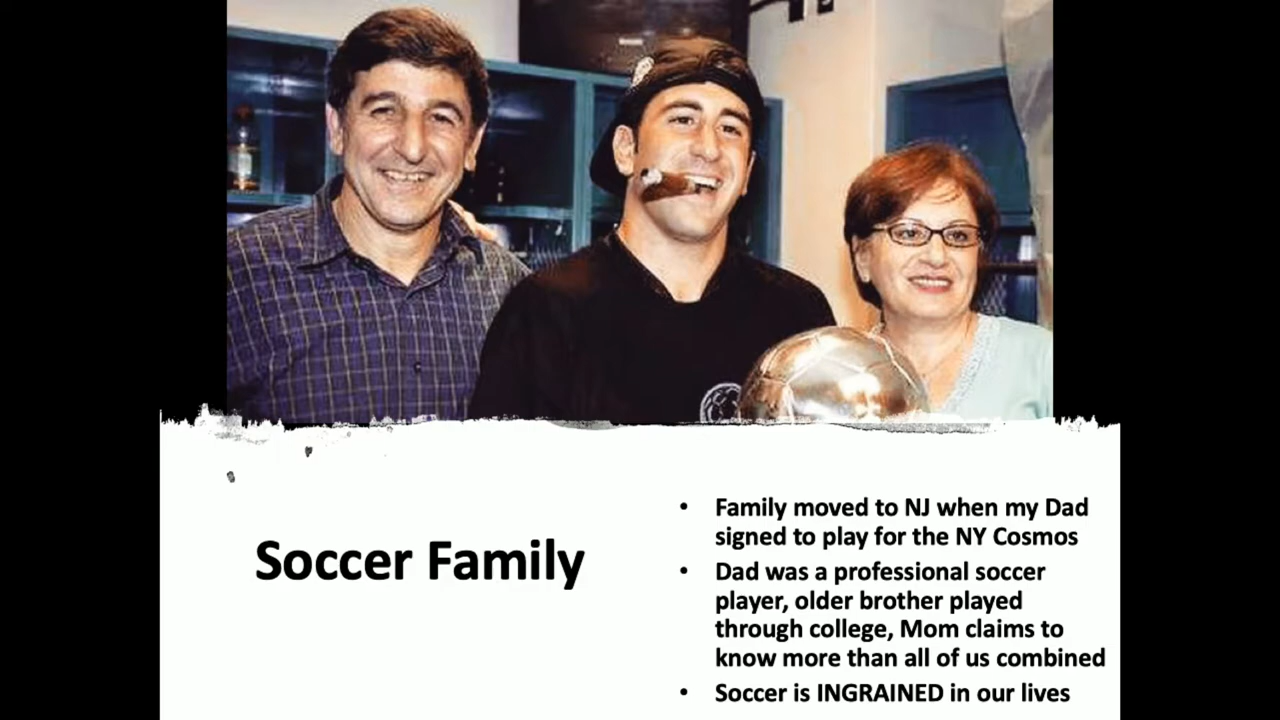 Soccer Family
• Family moved to NJ when my Dad
signed to play for the NY Cosmos
• Dad was a professional soccer
player, older brother played
through college, Mom claims to
know more than all of us combined
• Soccer is INGRAINED in our lives